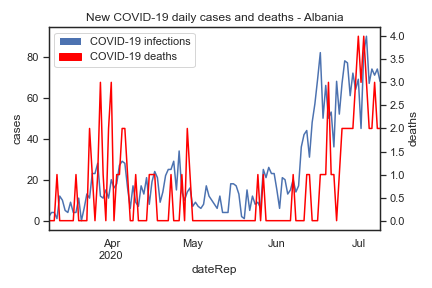 New COVID-19 daily cases and deaths - Albania
COVID-19 infections
COVID-19 deaths
80
60
40
20
0
cases
4.0
3.5
3.0
2.5
2.0
1.5
1.0
0.5
0.0
deaths
Apr
2020
May
Jun
Jul
dateRep